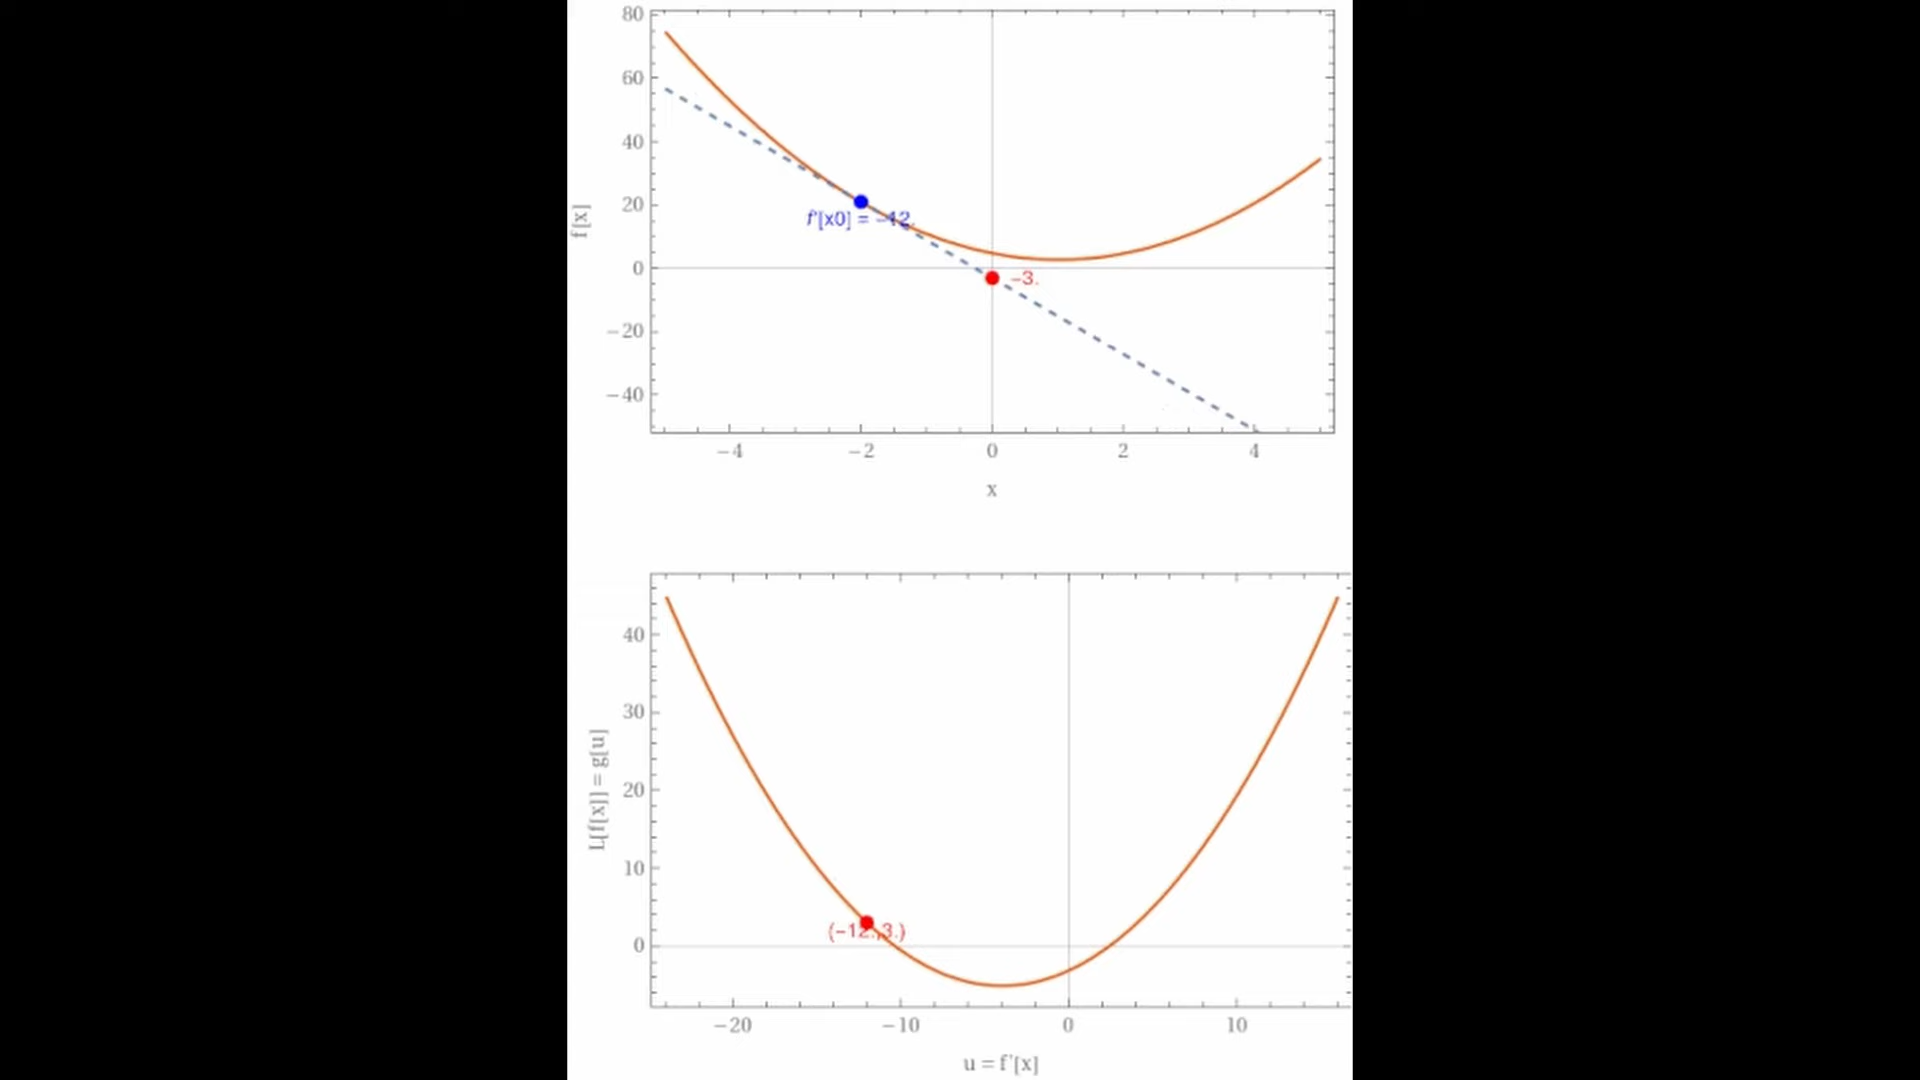 80
60
40
20
0
−20
−40
f[x]
f'[x0] = −12.
−3.
−4 −2 0 2 4
x
40
30
20
10
0
L[f[x]] = g[u]
(−12.,3.)
−20 −10 0 10
u = f'[x]